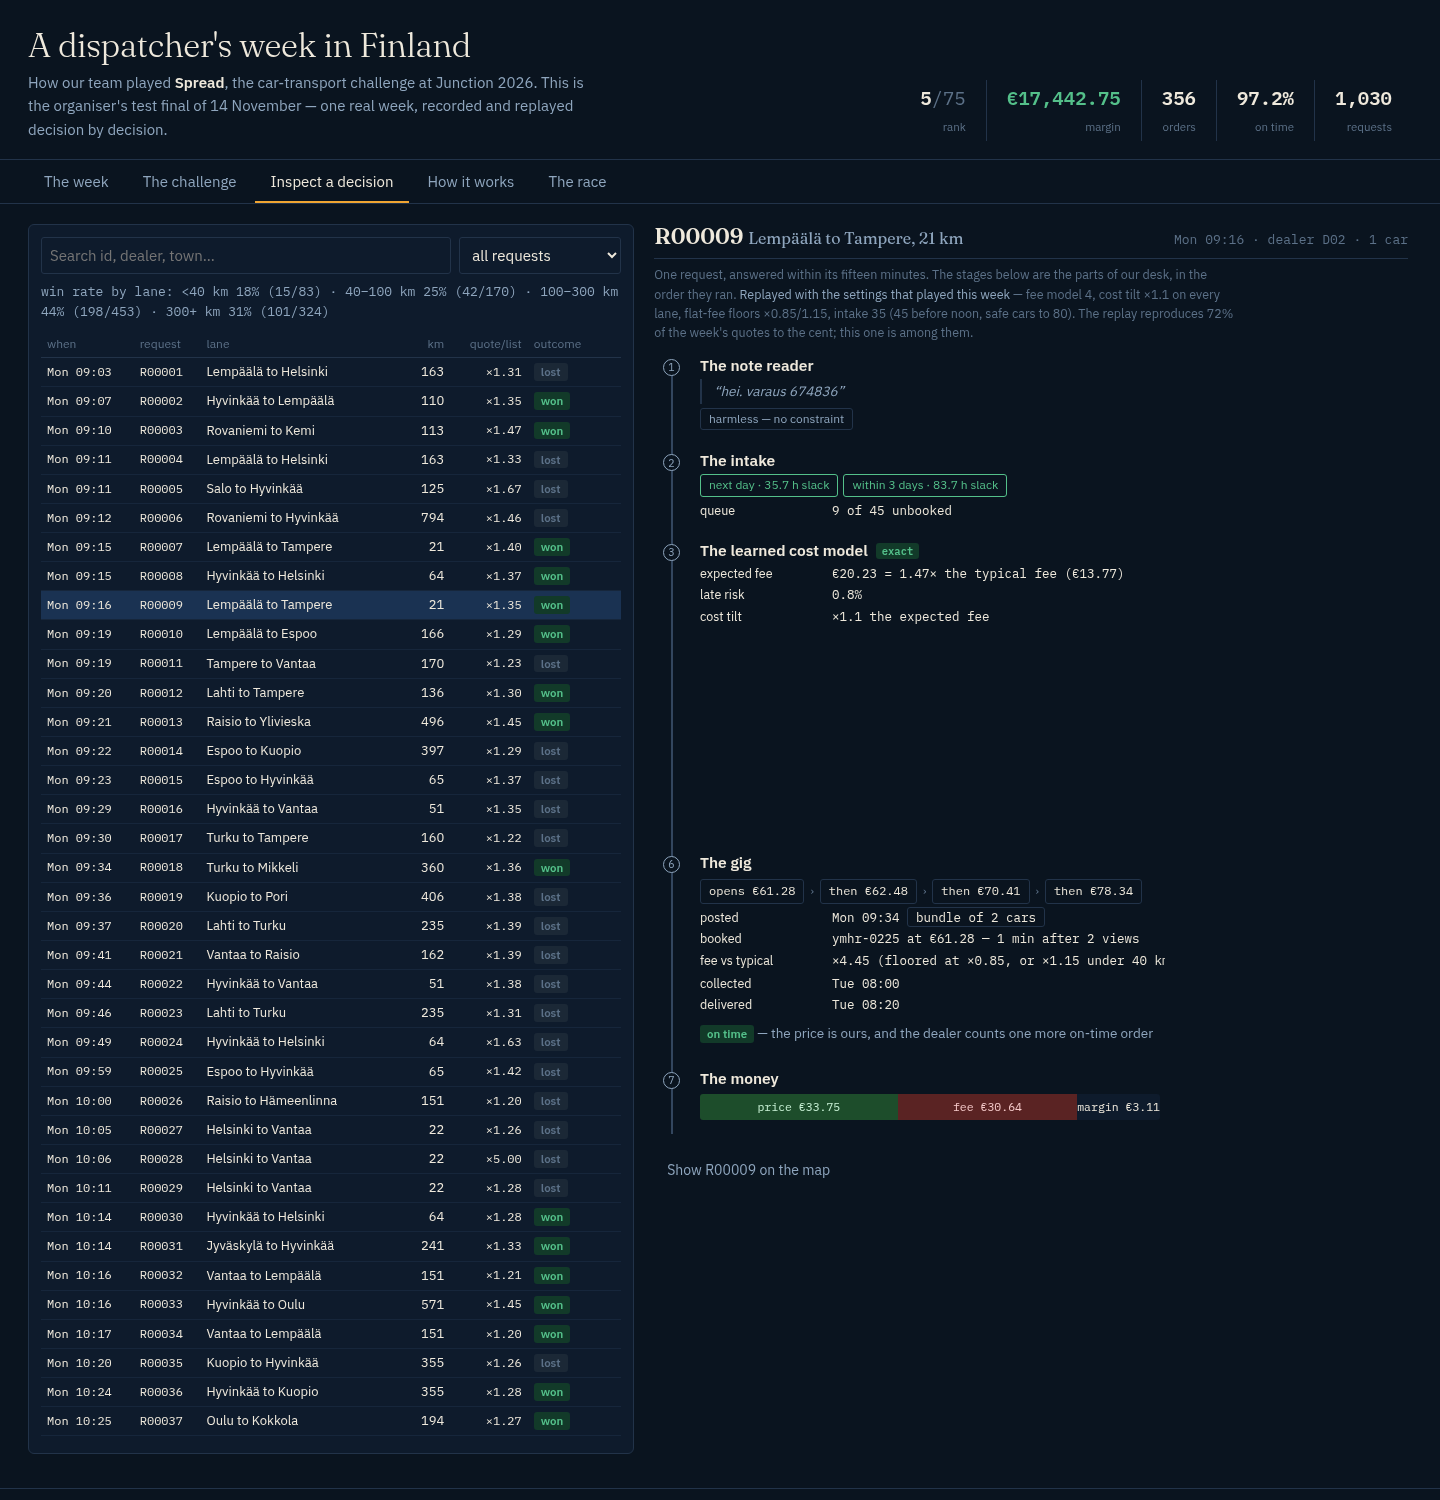 A dispatcher's week in Finland
How our team played Spread, the car-transport challenge at Junction 2026. This is
the organiser's test final of 14 November — one real week, recorded and replayed
decision by decision.
5/75 €17,442.75 356 97.2% 1,030
rank margin orders on time requests
The week The challenge Inspect a decision How it works The race
Search id, dealer, town... all requests
win rate by lane: <40 km 18% (15/83) · 40–100 km 25% (42/170) · 100–300 km
44% (198/453) · 300+ km 31% (101/324)
when request lane km quote/list outcome
Mon 09:03 R00001 Lempäälä to Helsinki 163 ×1.31 lost
Mon 09:07 R00002 Hyvinkää to Lempäälä 110 ×1.35 won
Mon 09:10 R00003 Rovaniemi to Kemi 113 ×1.47 won
Mon 09:11 R00004 Lempäälä to Helsinki 163 ×1.33 lost
Mon 09:11 R00005 Salo to Hyvinkää 125 ×1.67 lost
Mon 09:12 R00006 Rovaniemi to Hyvinkää 794 ×1.46 lost
Mon 09:15 R00007 Lempäälä to Tampere 21 ×1.40 won
Mon 09:15 R00008 Hyvinkää to Helsinki 64 ×1.37 won
Mon 09:16 R00009 Lempäälä to Tampere 21 ×1.35 won
Mon 09:19 R00010 Lempäälä to Espoo 166 ×1.29 won
Mon 09:19 R00011 Tampere to Vantaa 170 ×1.23 lost
Mon 09:20 R00012 Lahti to Tampere 136 ×1.30 won
Mon 09:21 R00013 Raisio to Ylivieska 496 ×1.45 won
Mon 09:22 R00014 Espoo to Kuopio 397 ×1.29 lost
Mon 09:23 R00015 Espoo to Hyvinkää 65 ×1.37 lost
Mon 09:29 R00016 Hyvinkää to Vantaa 51 ×1.35 lost
Mon 09:30 R00017 Turku to Tampere 160 ×1.22 lost
Mon 09:34 R00018 Turku to Mikkeli 360 ×1.36 won
Mon 09:36 R00019 Kuopio to Pori 406 ×1.38 lost
Mon 09:37 R00020 Lahti to Turku 235 ×1.39 lost
Mon 09:41 R00021 Vantaa to Raisio 162 ×1.39 lost
Mon 09:44 R00022 Hyvinkää to Vantaa 51 ×1.38 lost
Mon 09:46 R00023 Lahti to Turku 235 ×1.31 lost
Mon 09:49 R00024 Hyvinkää to Helsinki 64 ×1.63 lost
Mon 09:59 R00025 Espoo to Hyvinkää 65 ×1.42 lost
Mon 10:00 R00026 Raisio to Hämeenlinna 151 ×1.20 lost
Mon 10:05 R00027 Helsinki to Vantaa 22 ×1.26 lost
Mon 10:06 R00028 Helsinki to Vantaa 22 ×5.00 lost
Mon 10:11 R00029 Helsinki to Vantaa 22 ×1.28 lost
Mon 10:14 R00030 Hyvinkää to Helsinki 64 ×1.28 won
Mon 10:14 R00031 Jyväskylä to Hyvinkää 241 ×1.33 won
Mon 10:16 R00032 Vantaa to Lempäälä 151 ×1.21 won
Mon 10:16 R00033 Hyvinkää to Oulu 571 ×1.45 won
Mon 10:17 R00034 Vantaa to Lempäälä 151 ×1.20 won
Mon 10:20 R00035 Kuopio to Hyvinkää 355 ×1.26 lost
Mon 10:24 R00036 Hyvinkää to Kuopio 355 ×1.28 won
Mon 10:25 R00037 Oulu to Kokkola 194 ×1.27 won
R00009 Lempäälä to Tampere, 21 km Mon 09:16 · dealer D02 · 1 car
One request, answered within its fifteen minutes. The stages below are the parts of our desk, in the
order they ran. Replayed with the settings that played this week — fee model 4, cost tilt ×1.1 on every
lane, flat-fee floors ×0.85/1.15, intake 35 (45 before noon, safe cars to 80). The replay reproduces 72%
of the week's quotes to the cent; this one is among them.
1 The note reader
“hei. varaus 674836”
harmless — no constraint
2 The intake
next day · 35.7 h slack within 3 days · 83.7 h slack
queue 9 of 45 unbooked
3 The learned cost model exact
expected fee €20.23 = 1.47× the typical fee (€13.77)
late risk 0.8%
cost tilt ×1.1 the expected fee
6 The gig
opens €61.28 › then €62.48 › then €70.41 › then €78.34
posted Mon 09:34 bundle of 2 cars
booked ymhr-0225 at €61.28 — 1 min after 2 views
fee vs typical ×4.45 (floored at ×0.85, or ×1.15 under 40 k
collected Tue 08:00
delivered Tue 08:20
on time — the price is ours, and the dealer counts one more on-time order
7 The money
price €33.75 fee €30.64 margin €3.11
Show R00009 on the map